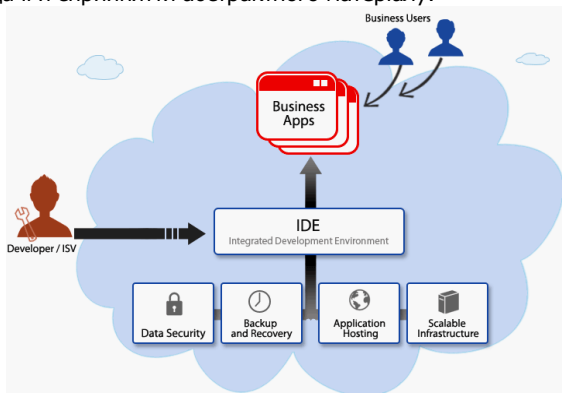 Business Users
Business
Apps
IDE
Integrated Development Environment
Developer / ISV
Data Security
Backup
and Recovery
Application
Hosting
Scalable
Infrastructure